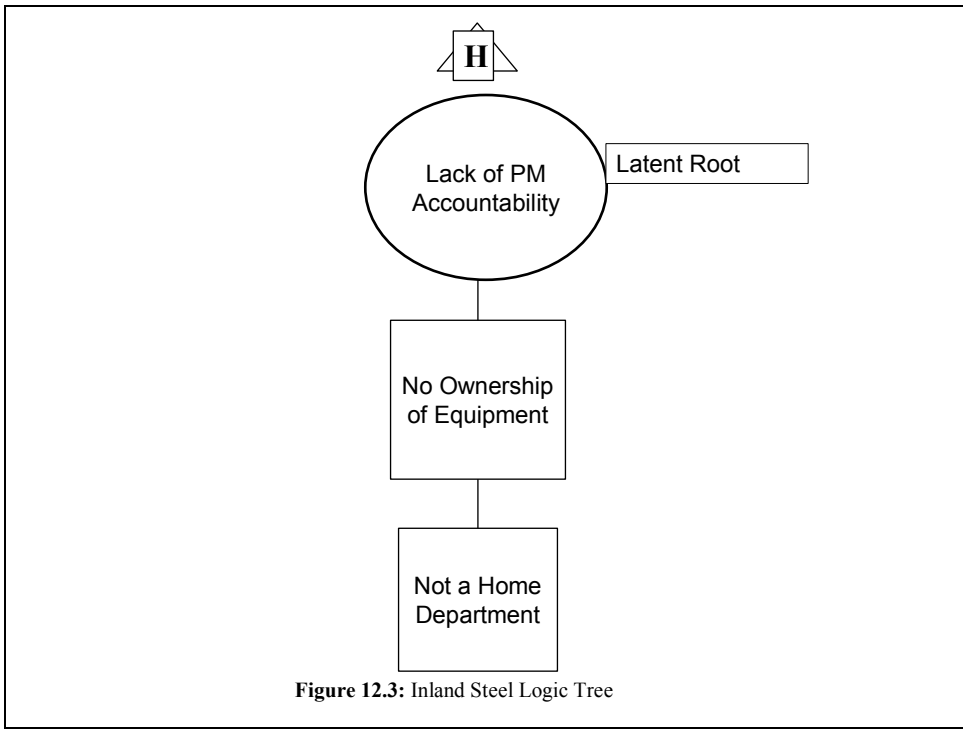 H
Lack of PM
Accountability
Latent Root
No Ownership
of Equipment
Not a Home
Department
Figure 12.3: Inland Steel Logic Tree